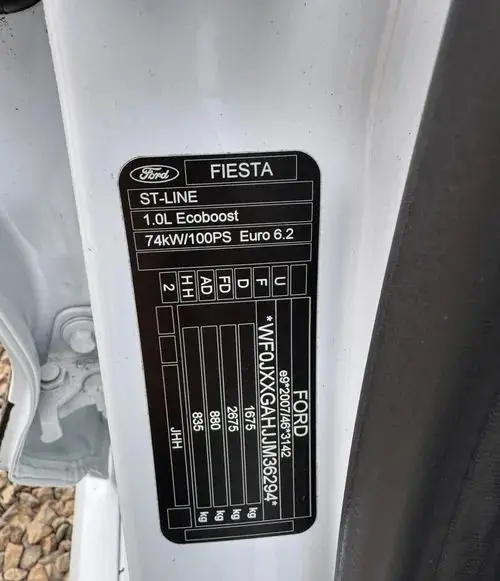 Ford
FIESTA
ST-LINE
1.0L Ecoboost
74kW/100PS Euro 6.2
FORD
e9*2007/46*3142
*WF0JXXGAHJJM36294*
1675 kg
2675 kg
880 kg
835 kg
JHH
U
F
D
FD
AD
HH
2